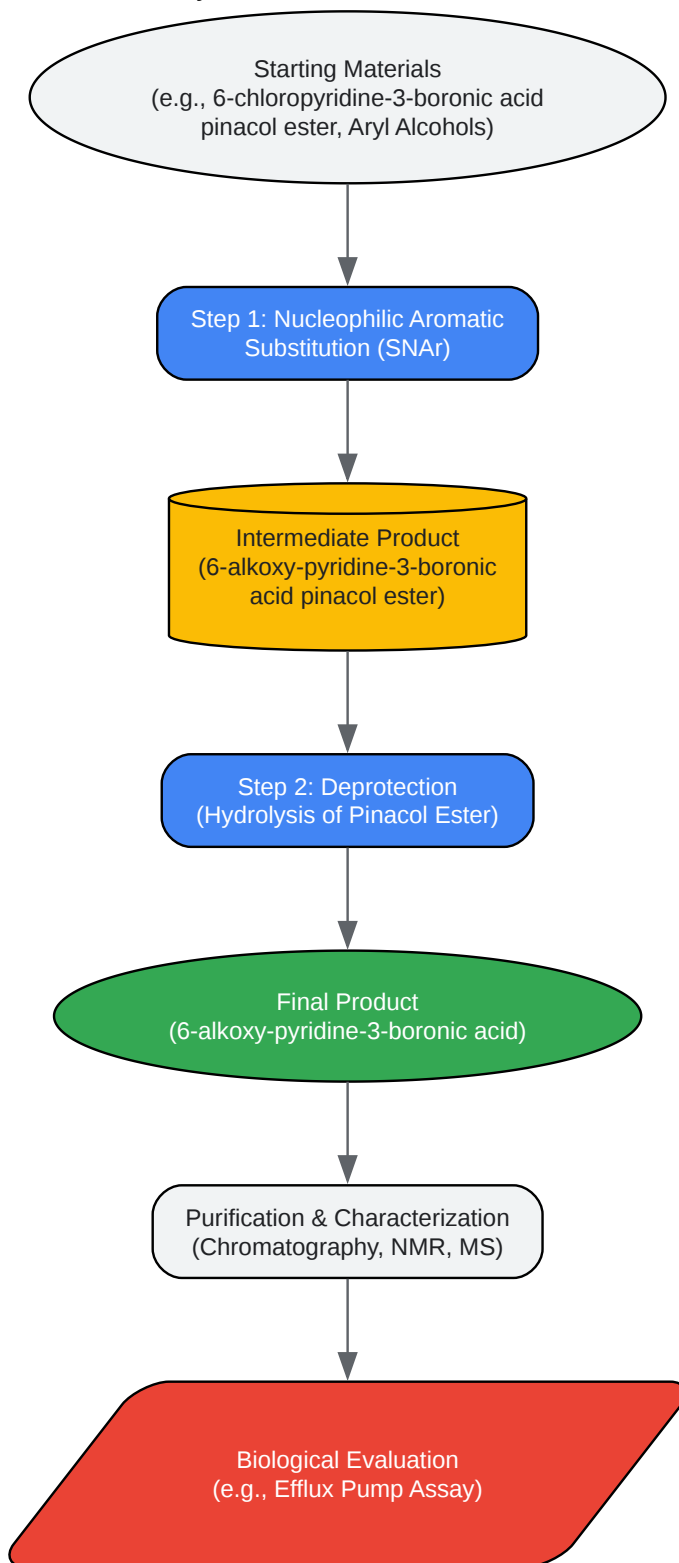 Starting Materials
(e.g., 6-chloropyridine-3-boronic acid
pinacol ester, Aryl Alcohols)
Step 1: Nucleophilic Aromatic
Substitution (SNAr)
Intermediate Product
(6-alkoxy-pyridine-3-boronic
acid pinacol ester)
Step 2: Deprotection
(Hydrolysis of Pinacol Ester)
Final Product
(6-alkoxy-pyridine-3-boronic acid)
Purification & Characterization
(Chromatography, NMR, MS)
Biological Evaluation
(e.g., Efflux Pump Assay)